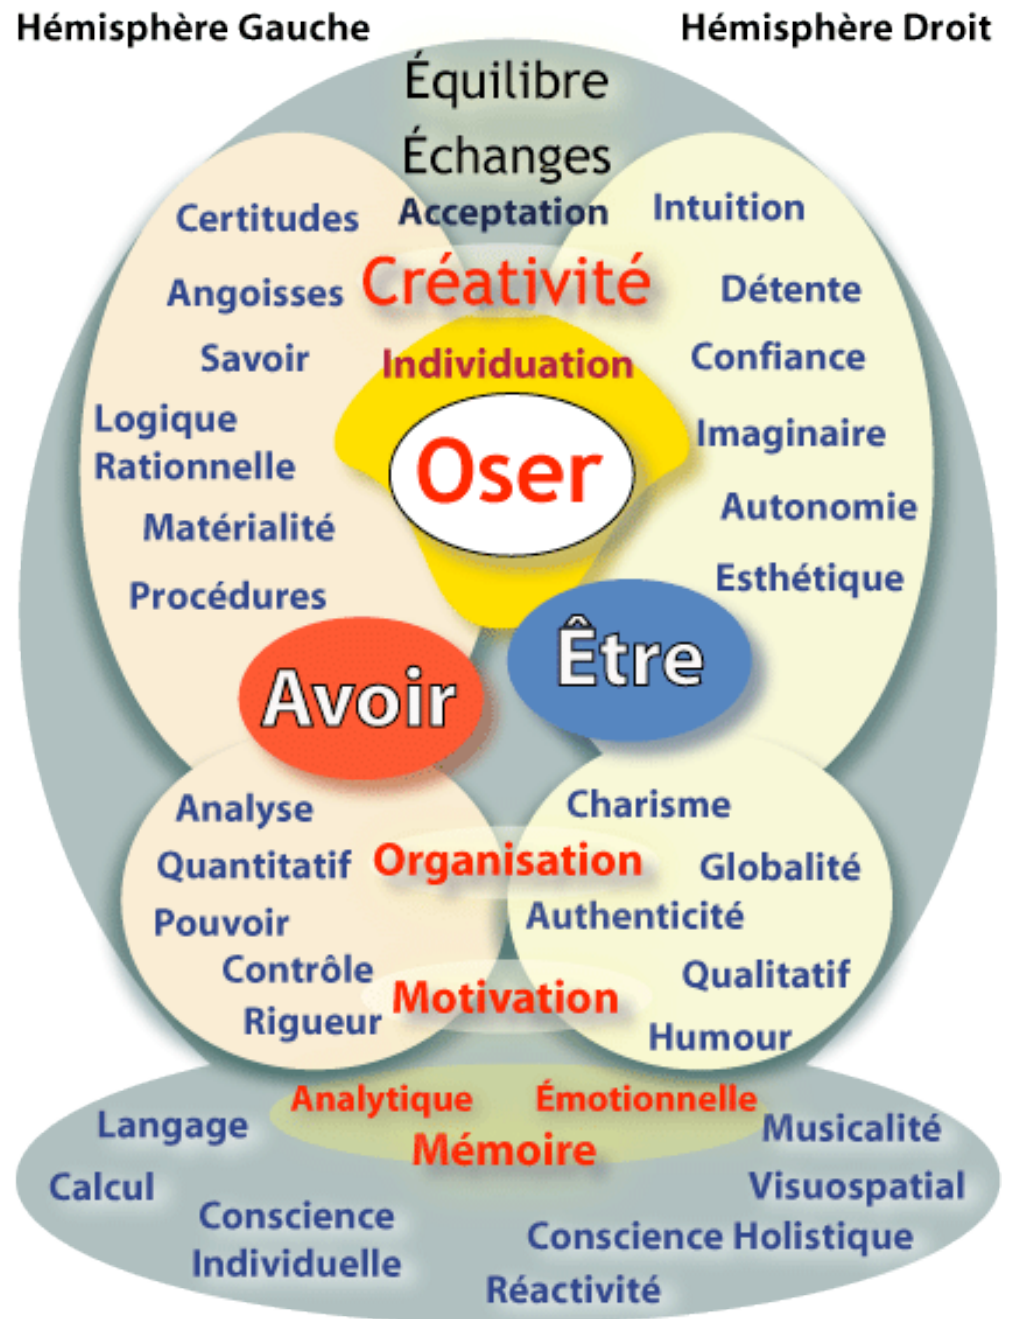 Hémisphère Gauche
Hémisphère Droit
Équilibre
Échanges
Certitudes
Acceptation
Intuition
Angoisses
Créativité
Détente
Savoir
Individuation
Confiance
Logique
Rationnelle
Oser
Imaginaire
Matérialité
Autonomie
Procédures
Esthétique
Avoir
Être
Analyse
Charisme
Quantitatif
Organisation
Globalité
Pouvoir
Authenticité
Contrôle
Qualitatif
Rigueur
Motivation
Humour
Analytique
Émotionnelle
Langage
Mémoire
Musicalité
Calcul
Visuospatial
Conscience
Individuelle
Conscience Holistique
Réactivité